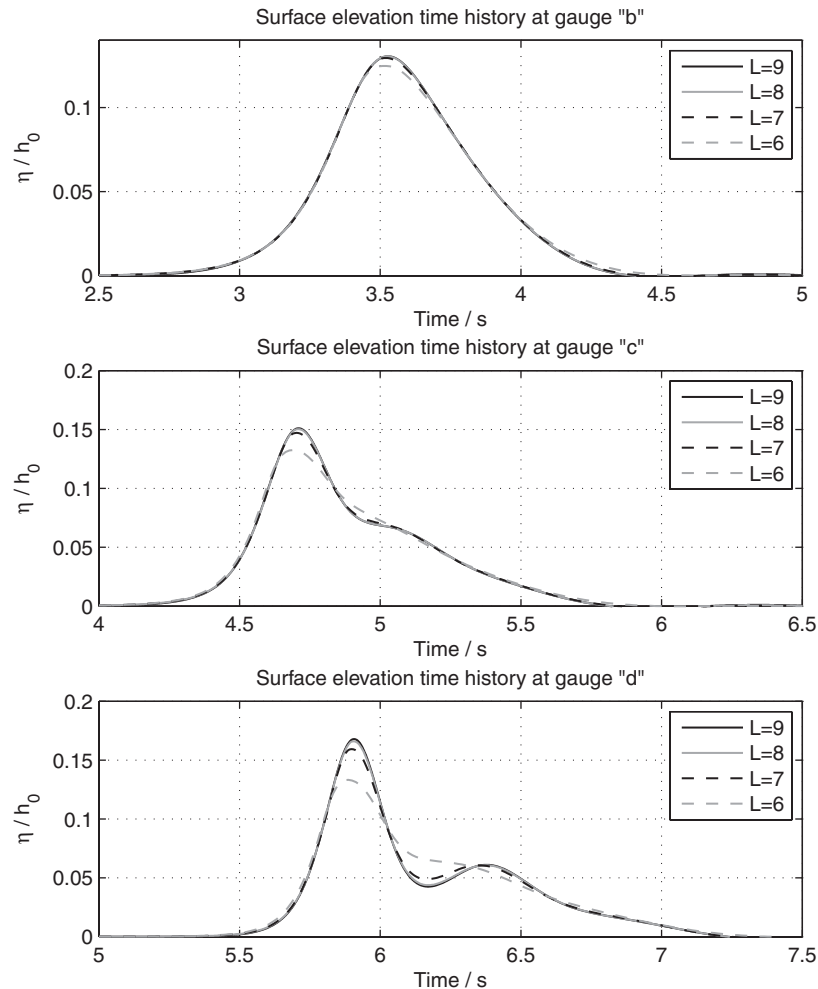 Surface elevation time history at gauge "b"
η / h0
0.1
0.05
0
2.5
3
3.5
4
4.5
5
Time / s
L=9
L=8
L=7
L=6
Surface elevation time history at gauge "c"
η / h0
0.2
0.15
0.1
0.05
0
4
4.5
5
5.5
6
6.5
Time / s
L=9
L=8
L=7
L=6
Surface elevation time history at gauge "d"
η / h0
0.2
0.15
0.1
0.05
0
5
5.5
6
6.5
7
7.5
Time / s
L=9
L=8
L=7
L=6